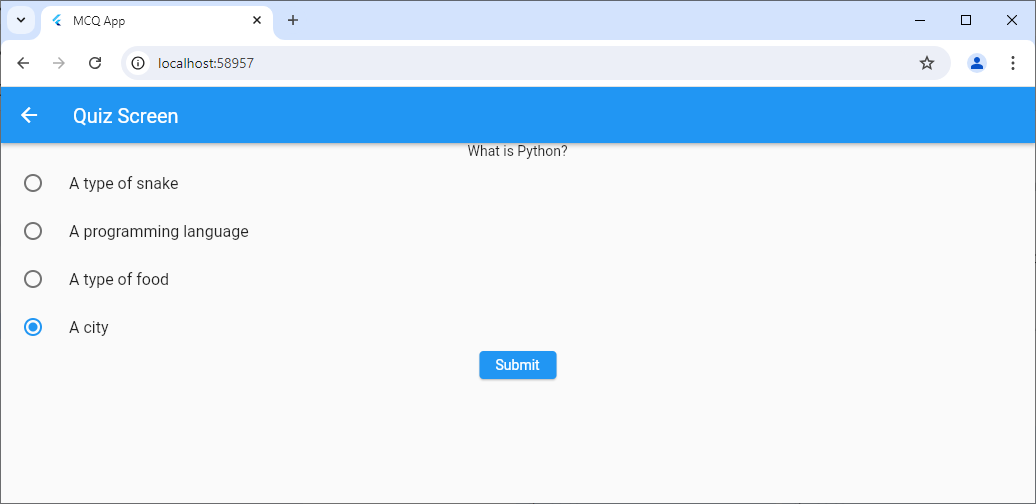 MCQ App
localhost:58957
Quiz Screen
What is Python?
A type of snake
A programming language
A type of food
A city
Submit